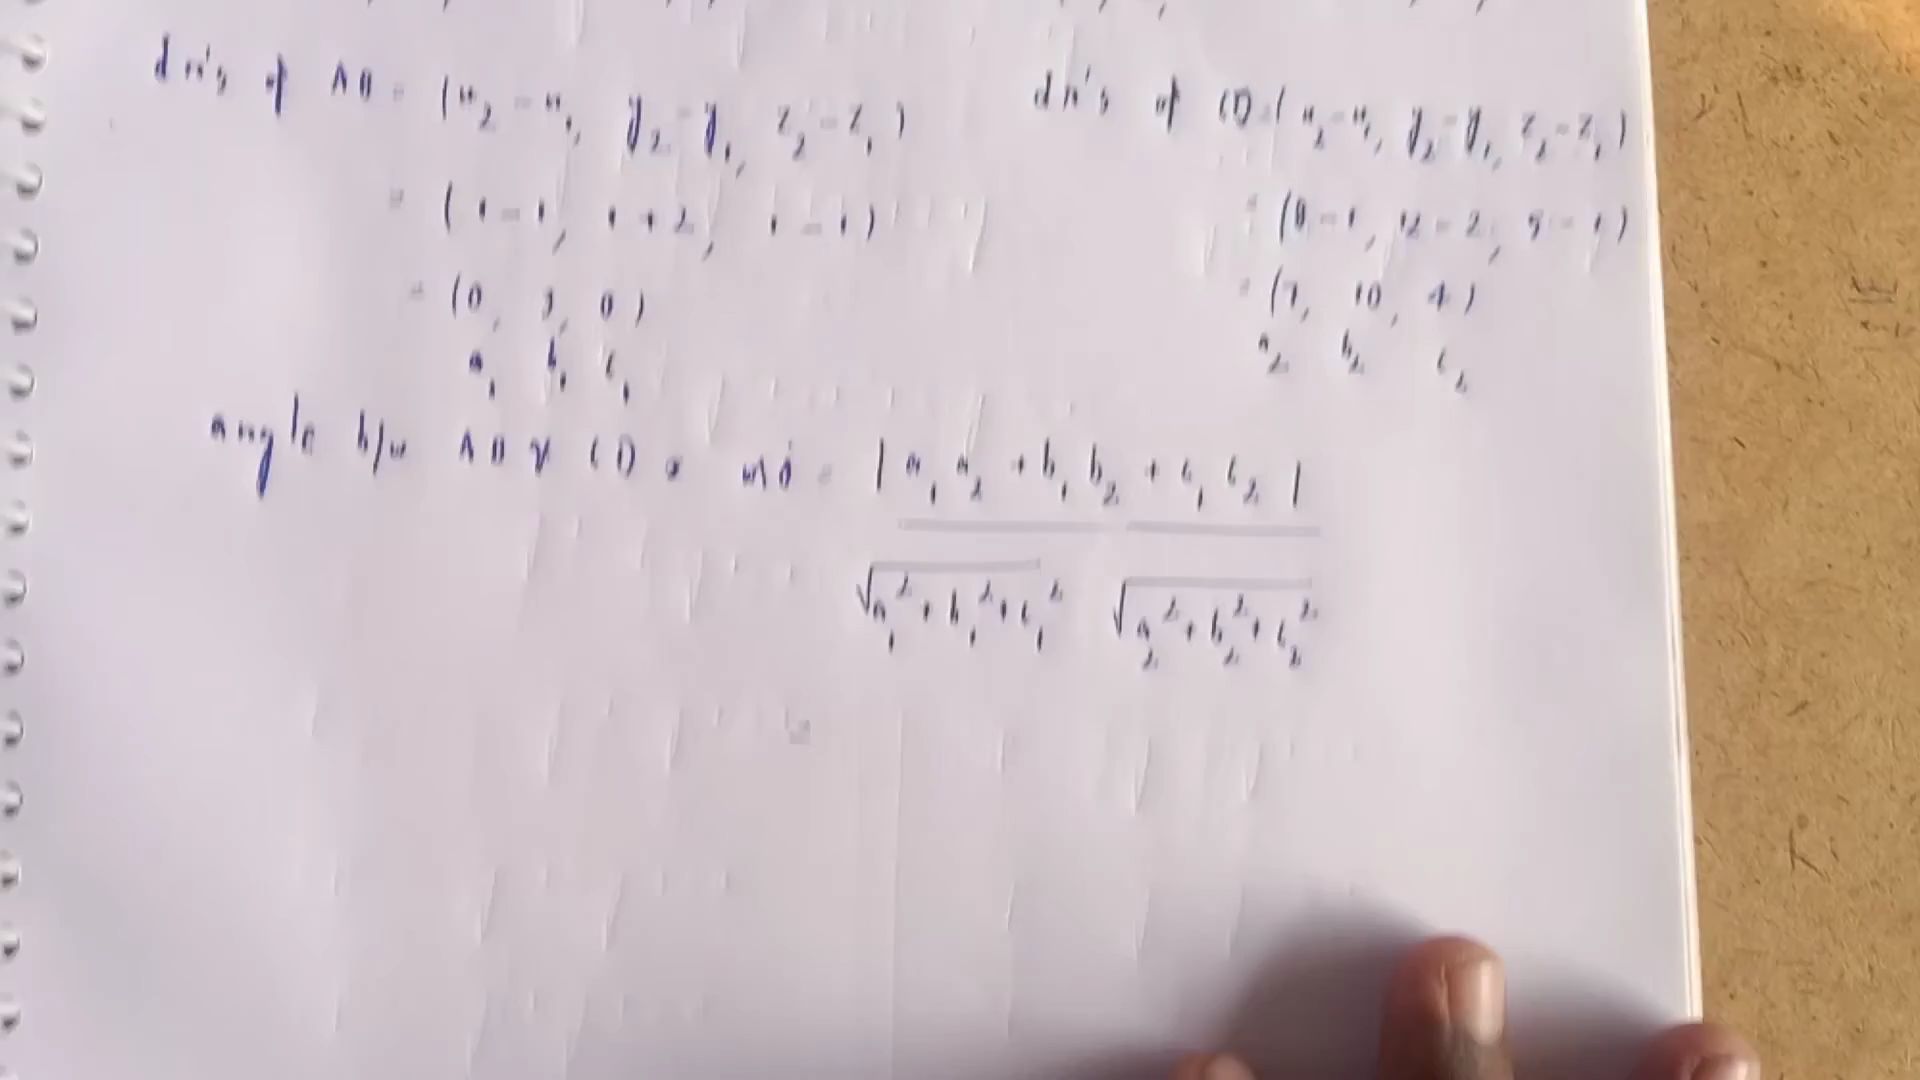 dr's of AB = (x₂ - x₁, y₂ - y₁, z₂ - z₁)
= (1 - 1, 1 + 2, 1 - 1)
= (0, 3, 0)
a₁ b₁ c₁
dr's of CD = (x₂ - x₁, y₂ - y₁, z₂ - z₁)
= (8 - 1, 12 - 2, 5 - 1)
= (7, 10, 4)
a₂ b₂ c₂
angle b/w AB & CD cosθ = |a₁a₂ + b₁b₂ + c₁c₂|
√a₁² + b₁² + c₁² √a₂² + b₂² + c₂²